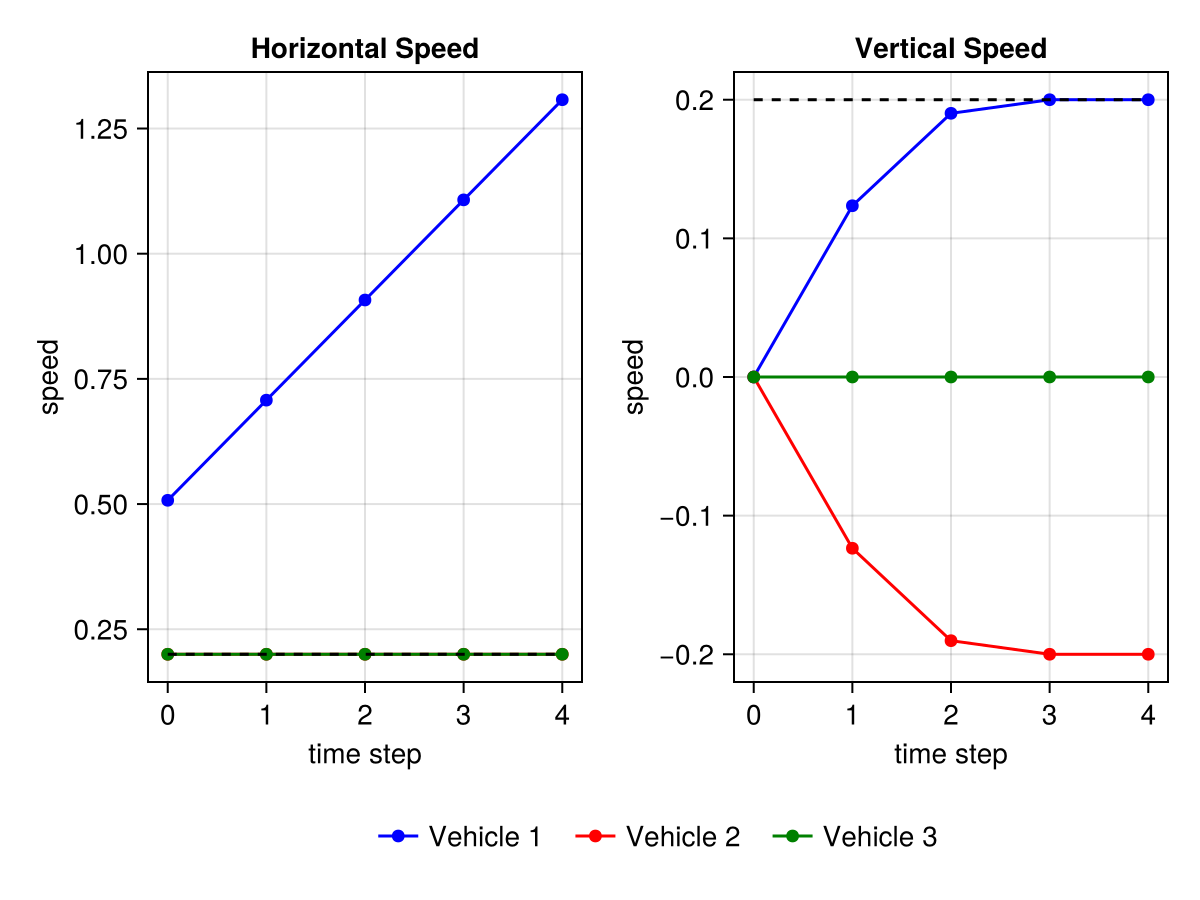 Horizontal Speed
1.25
1.00
0.75
0.50
0.25
speed
0 1 2 3 4
time step
Vertical Speed
0.2
0.1
0.0
−0.1
−0.2
speed
0 1 2 3 4
time step
Vehicle 1 Vehicle 2 Vehicle 3